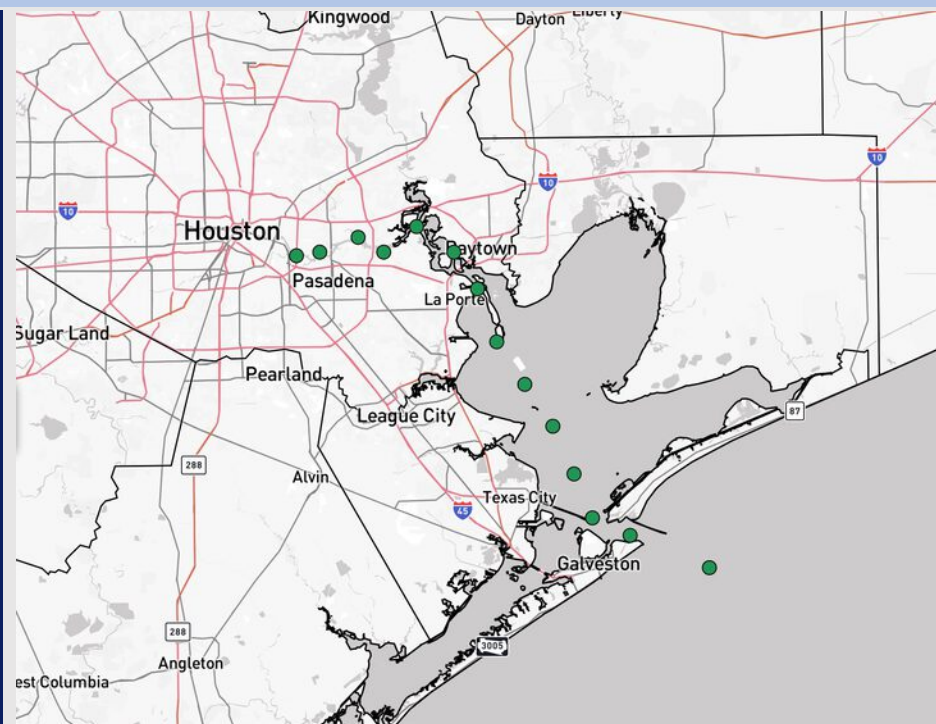 Kingwood
Dayton
Liberty
10
10
10
Houston
Baytown
Pasadena
La Porte
Sugar Land
Pearland
League City
87
288
Alvin
Texas City
45
Galveston
288
3005
Angleton
est Columbia